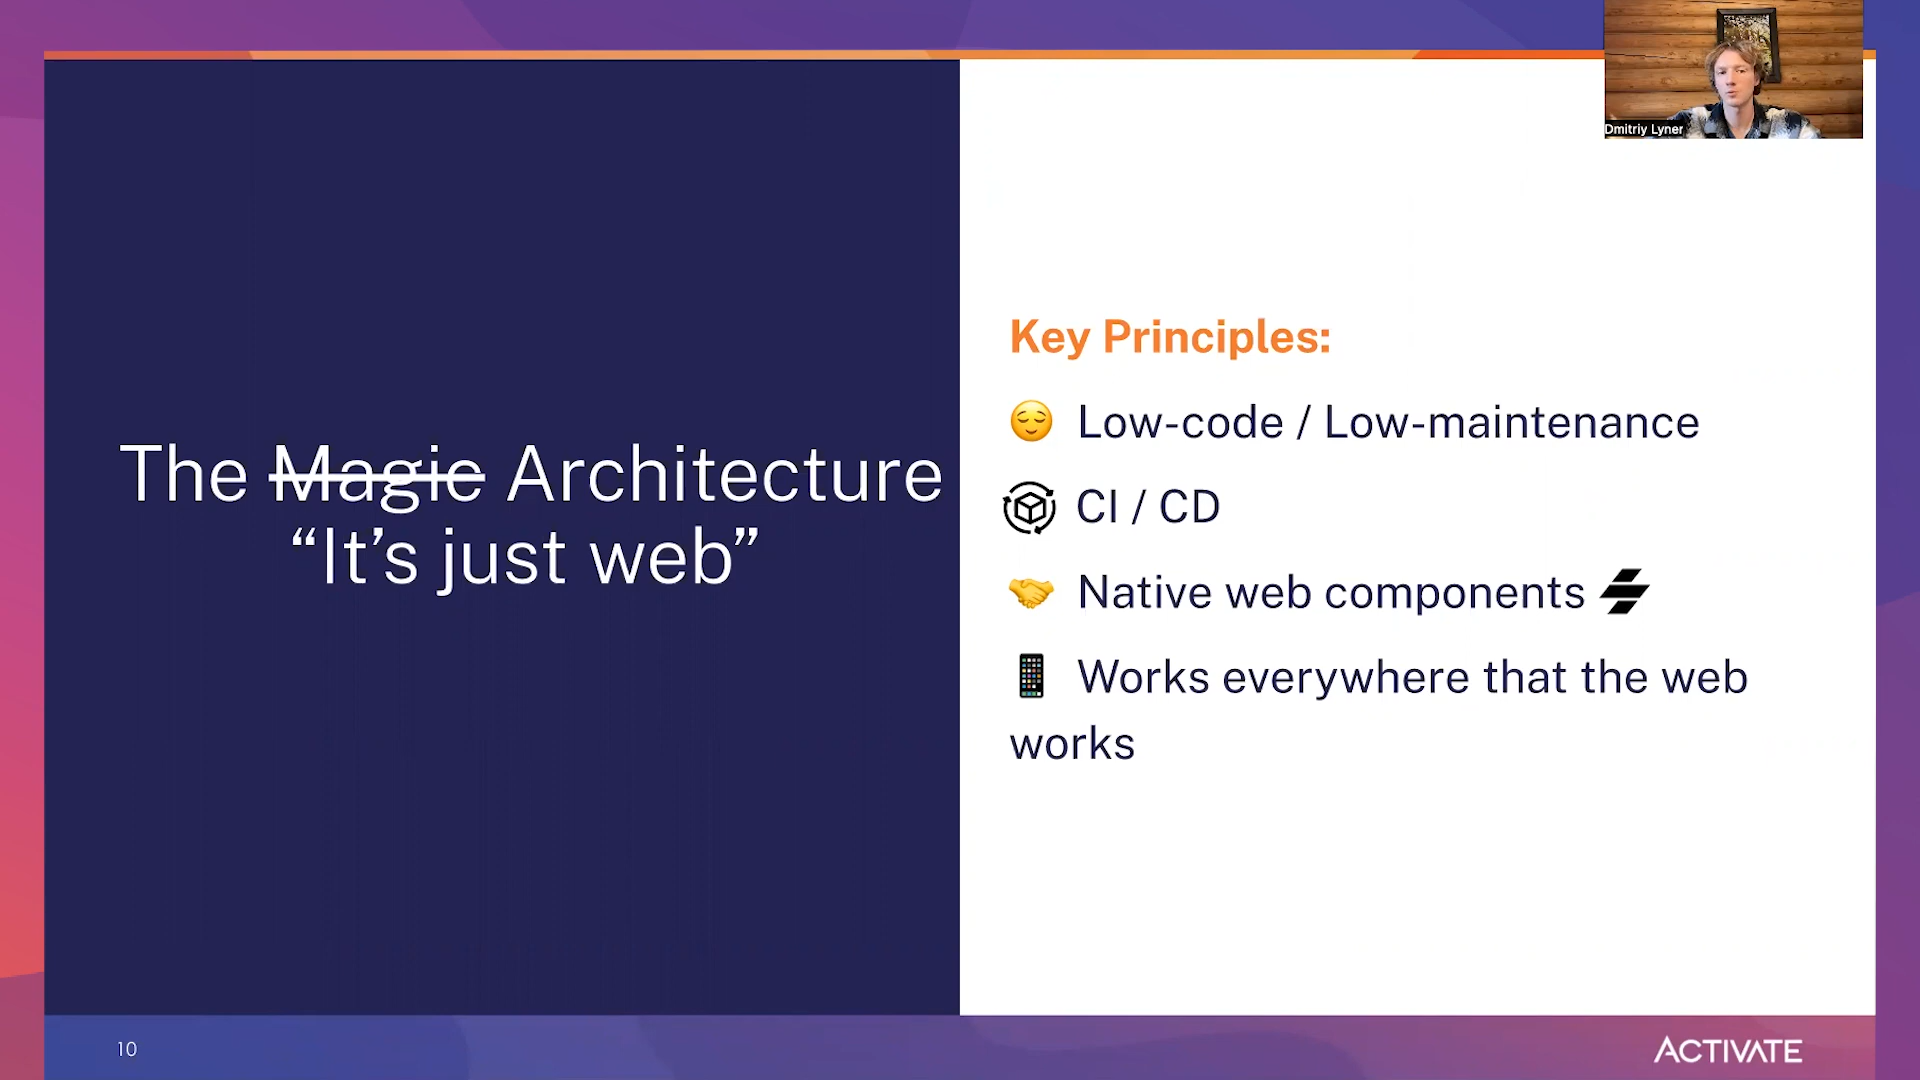 Dmitriy Lyner
The Magic Architecture
“It’s just web”
Key Principles:
Low-code / Low-maintenance
CI / CD
Native web components
Works everywhere that the web
works
10
ACTIVATE